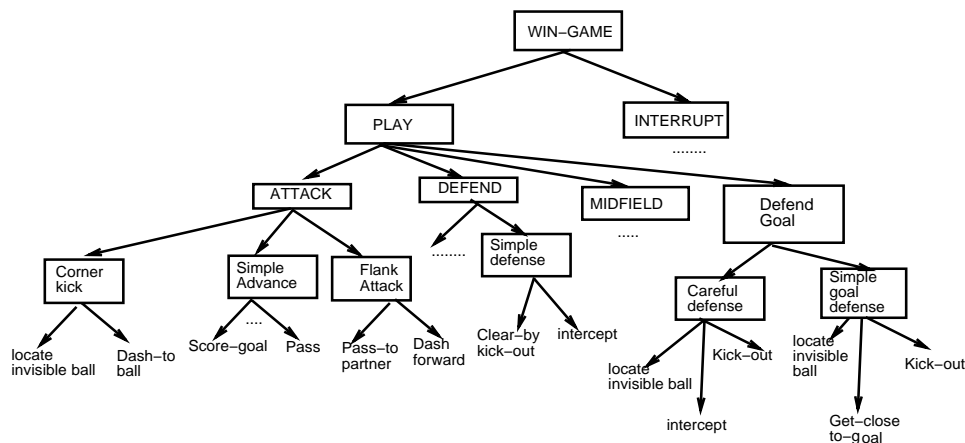 WIN-GAME
PLAY
INTERRUPT
........
ATTACK
DEFEND
MIDFIELD
.....
Defend
Goal
........
Corner
kick
Simple
Advance
....
Flank
Attack
Simple
defense
Careful
defense
Simple
goal
defense
locate
invisible ball
Dash-to
ball
Score-goal
Pass
Pass-to
partner
Dash
forward
Clear-by
kick-out
intercept
locate
invisible ball
intercept
Kick-out
locate
invisible
ball
Get-close
to-goal
Kick-out